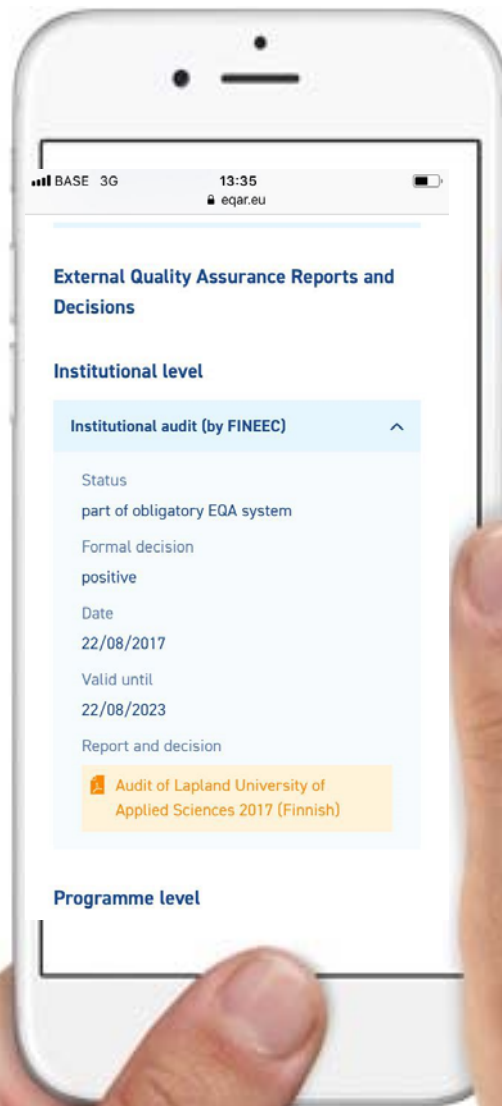 BASE 3G 13:35
eqar.eu
External Quality Assurance Reports and
Decisions
Institutional level
Institutional audit (by FINEEC)
Status
part of obligatory EQA system
Formal decision
positive
Date
22/08/2017
Valid until
22/08/2023
Report and decision
Audit of Lapland University of
Applied Sciences 2017 (Finnish)
Programme level